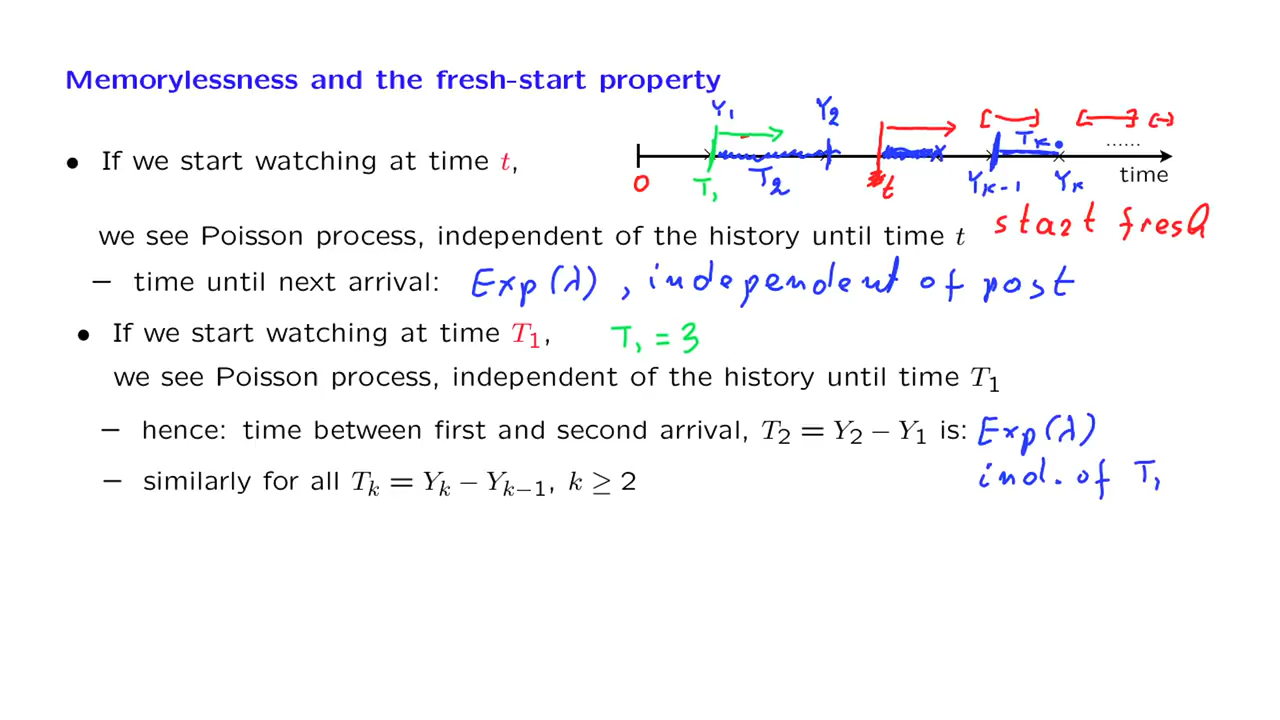 Memorylessness and the fresh-start property
Y1 Y2
• If we start watching at time t,
0 T1 T2 t Yk-1 Tk Yk ...... time
we see Poisson process, independent of the history until time t start fresh
– time until next arrival: Exp(λ), independent of past
• If we start watching at time T1, T1 = 3
we see Poisson process, independent of the history until time T1
– hence: time between first and second arrival, T2 = Y2 − Y1 is: Exp(λ)
– similarly for all Tk = Yk − Yk−1, k ≥ 2 ind. of T1